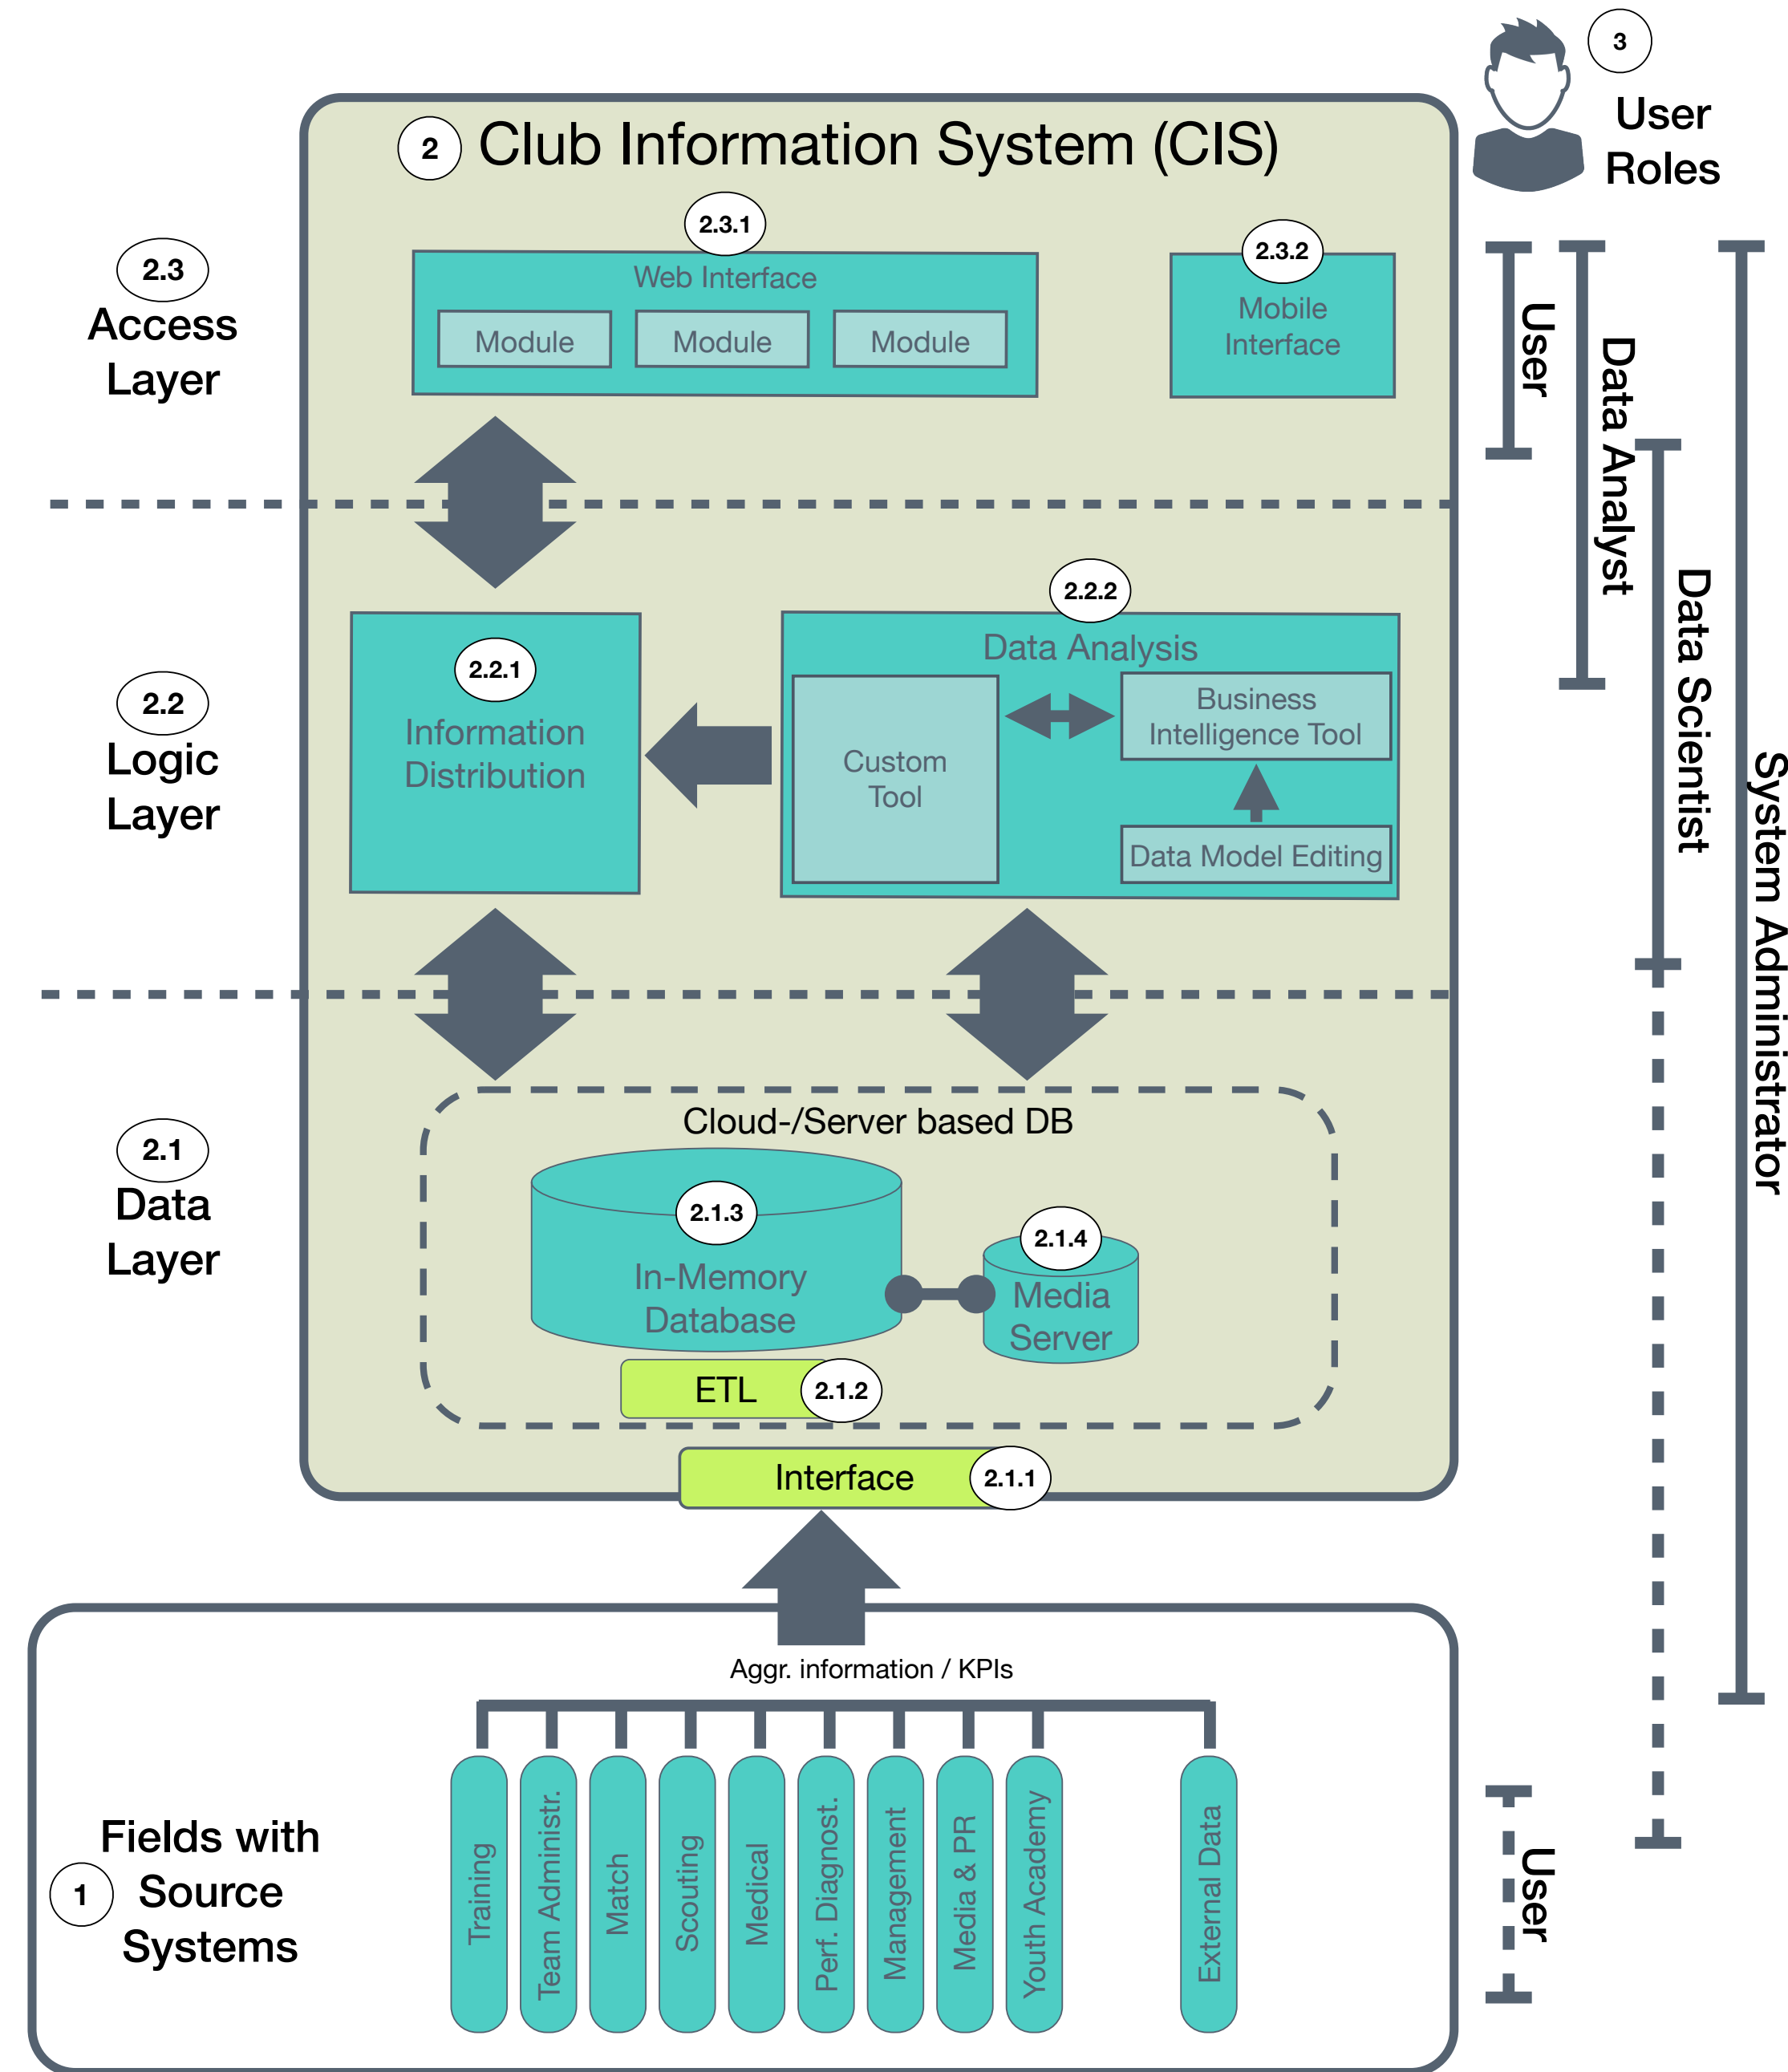 3
User
Roles
2
Club Information System (CIS)
2.3.1
Web Interface
Module
Module
Module
2.3.2
Mobile
Interface
2.3
Access
Layer
2.2.1
Information
Distribution
2.2.2
Data Analysis
Custom
Tool
Business
Intelligence Tool
Data Model Editing
2.2
Logic
Layer
Cloud-/Server based DB
2.1.3
In-Memory
Database
2.1.4
Media
Server
ETL
2.1.2
Interface
2.1.1
2.1
Data
Layer
User
Data Analyst
Data Scientist
System Administrator
Aggr. information / KPIs
1
Fields with
Source
Systems
Training
Team Administr.
Match
Scouting
Medical
Perf. Diagnost.
Management
Media & PR
Youth Academy
External Data
User